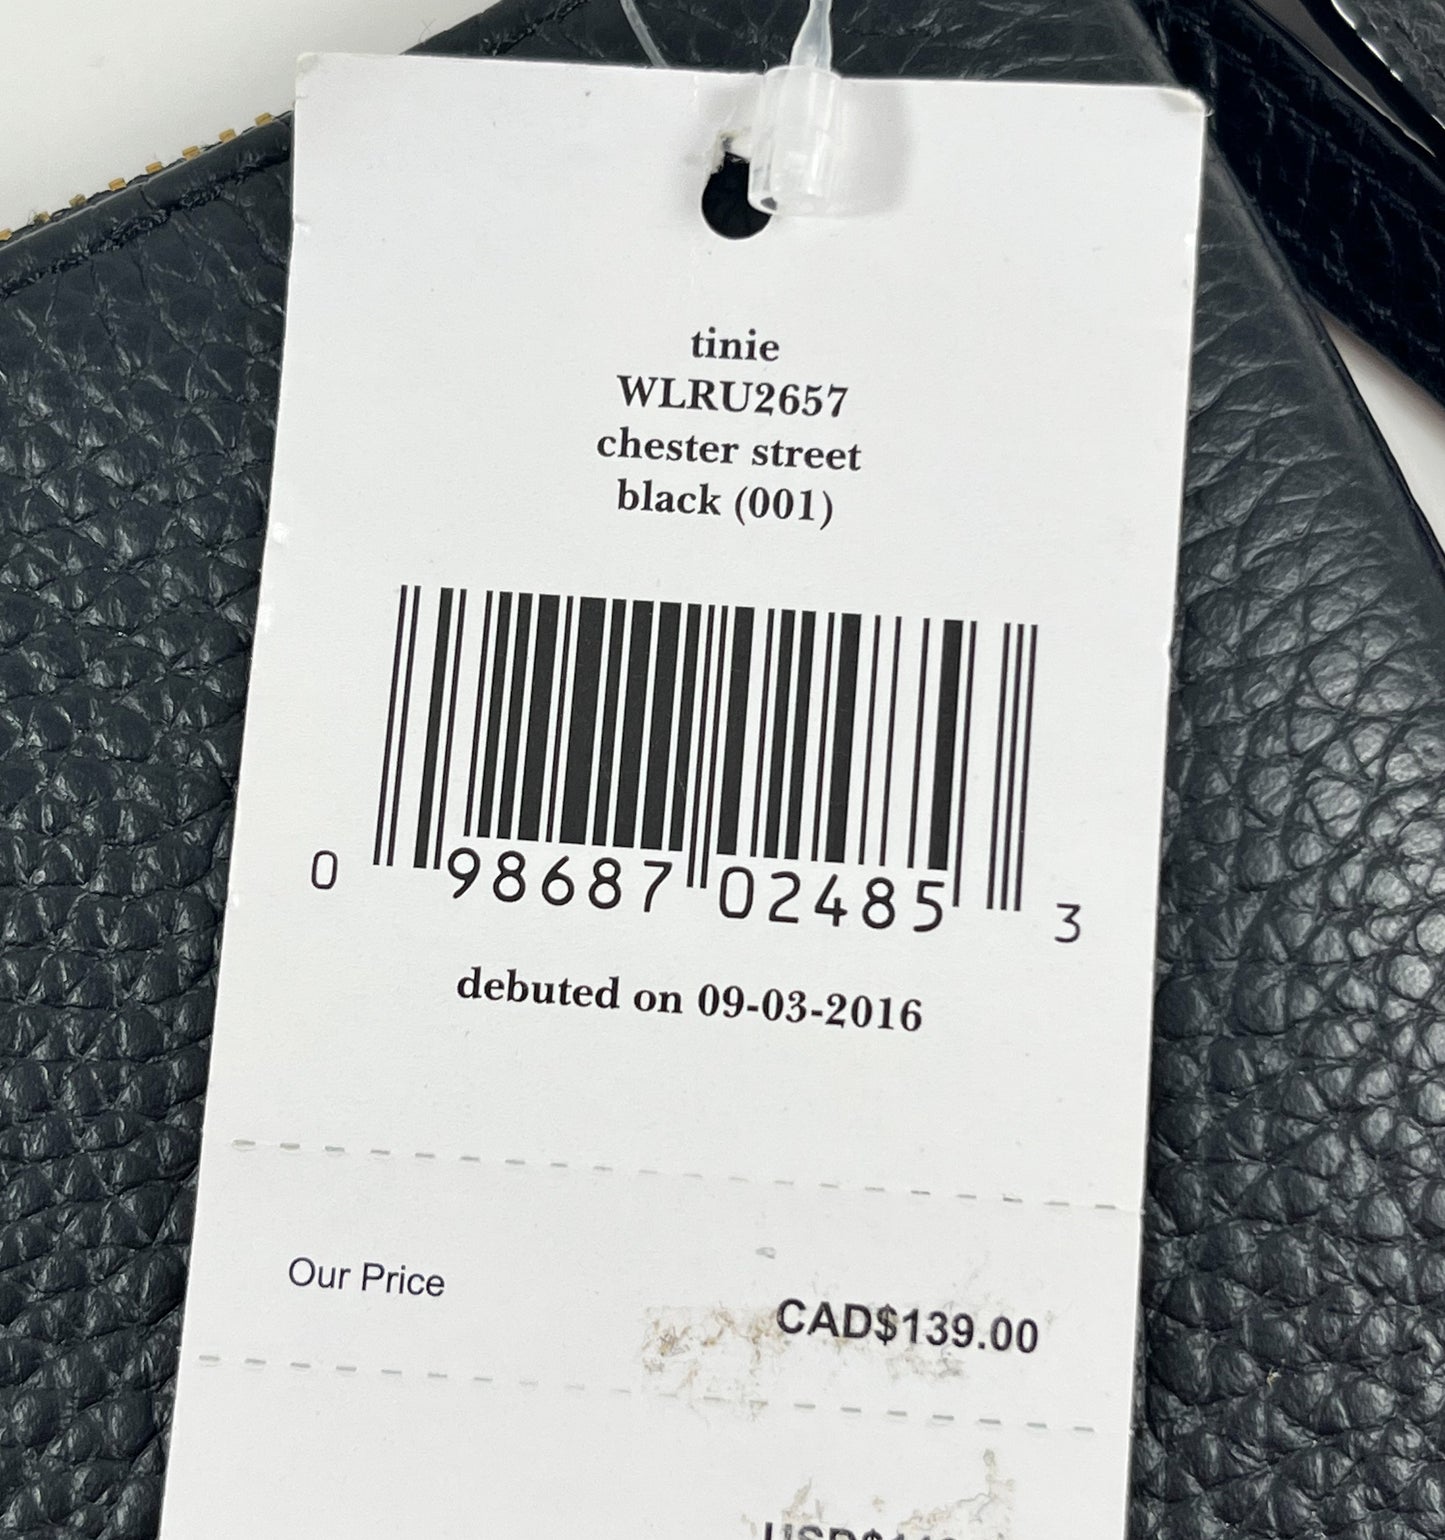 tinie
WLRU2657
chester street
black (001)
0 98687 02485 3
debuted on 09-03-2016
Our Price
CAD$139.00